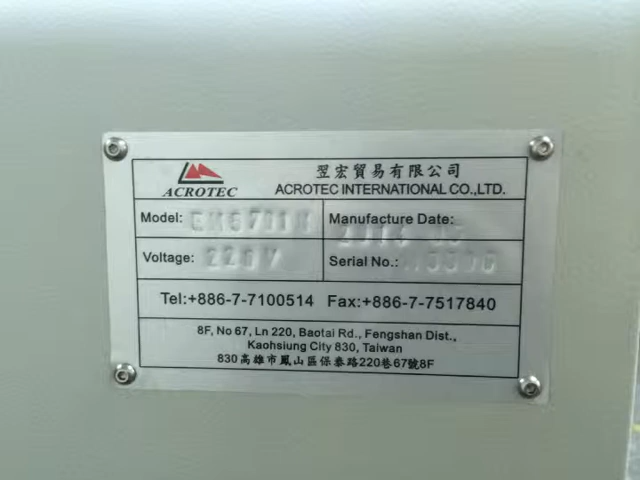 ACROTEC
翌宏貿易有限公司
ACROTEC INTERNATIONAL CO.,LTD.
Model:
Manufacture Date:
Voltage: 220V
Serial No.:
Tel:+886-7-7100514 Fax:+886-7-7517840
8F, No 67, Ln 220, Baotai Rd., Fengshan Dist.,
Kaohsiung City 830, Taiwan
830高雄市鳳山區保泰路220巷67號8F